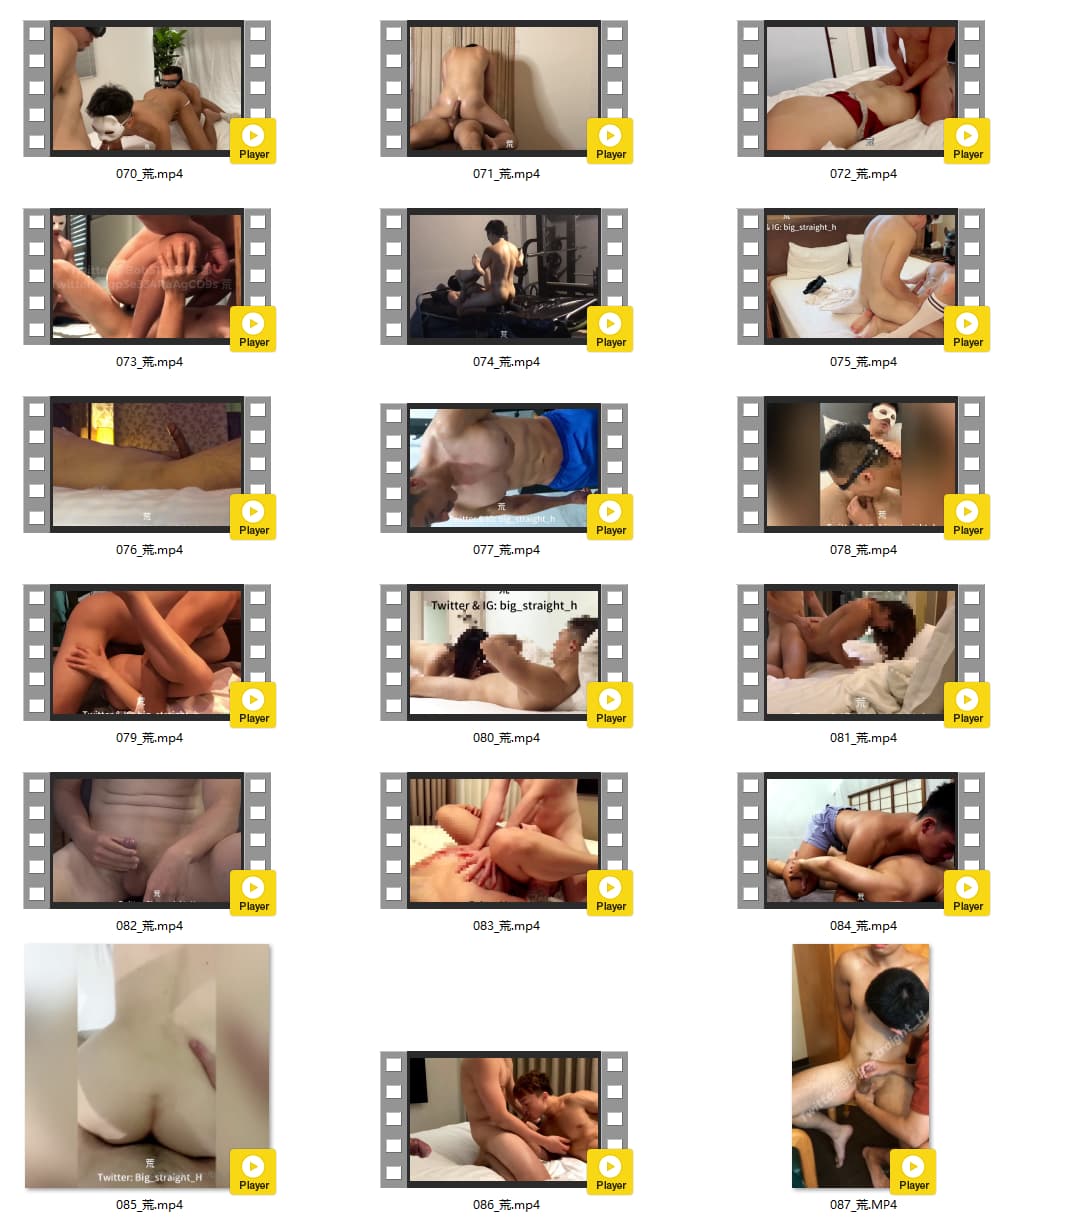 荒
Player
荒
Player
荒
Player
070_荒.mp4
071_荒.mp4
072_荒.mp4
Player
荒
Player
荒
IG: big_straight_h
Player
073_荒.mp4
074_荒.mp4
075_荒.mp4
荒
Player
荒
big_straight_h
Player
荒
Player
076_荒.mp4
077_荒.mp4
078_荒.mp4
荒
Twitter & IG: big_straight_h
Player
荒
Twitter & IG: big_straight_h
Player
荒
Player
079_荒.mp4
080_荒.mp4
081_荒.mp4
荒
Player
Player
荒
Player
082_荒.mp4
083_荒.mp4
084_荒.mp4
荒
Twitter: Big_straight_H
Player
Player
Player
085_荒.mp4
086_荒.mp4
087_荒.MP4